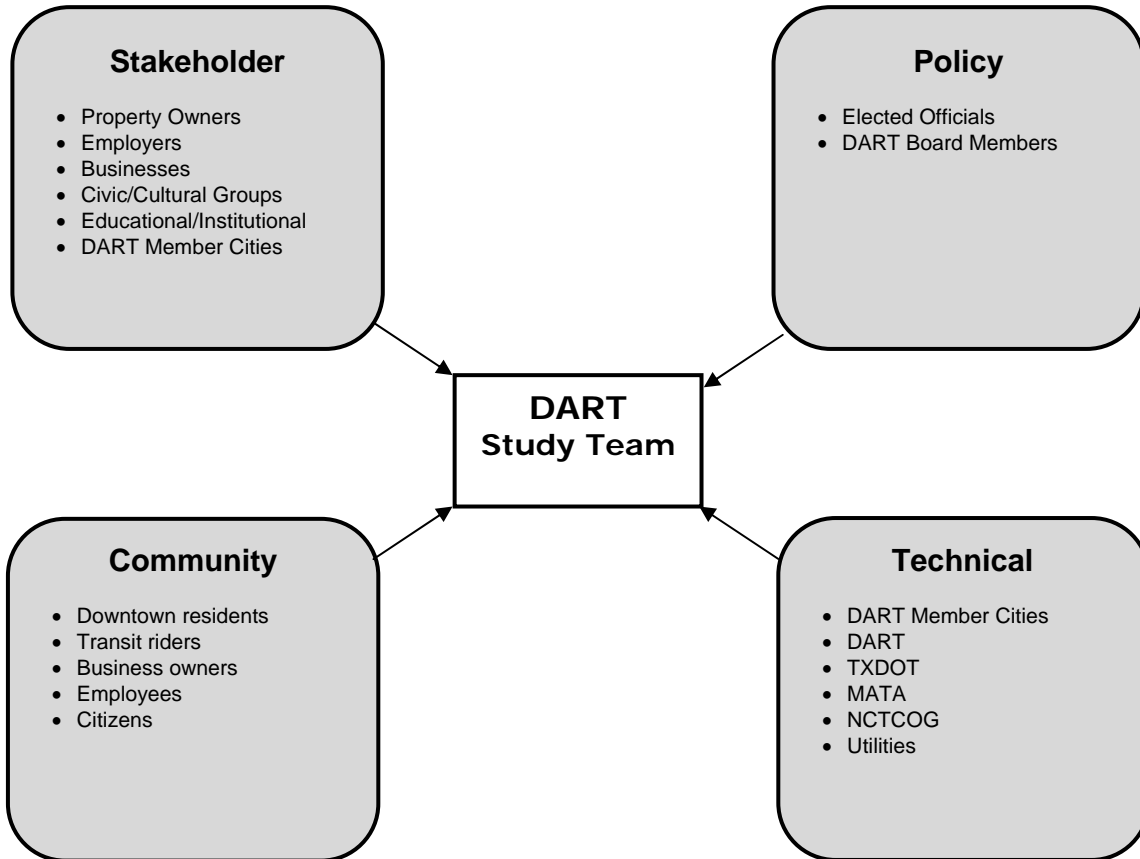 Stakeholder
• Property Owners
• Employers
• Businesses
• Civic/Cultural Groups
• Educational/Institutional
• DART Member Cities
Policy
• Elected Officials
• DART Board Members
DART
Study Team
Community
• Downtown residents
• Transit riders
• Business owners
• Employees
• Citizens
Technical
• DART Member Cities
• DART
• TXDOT
• MATA
• NCTCOG
• Utilities